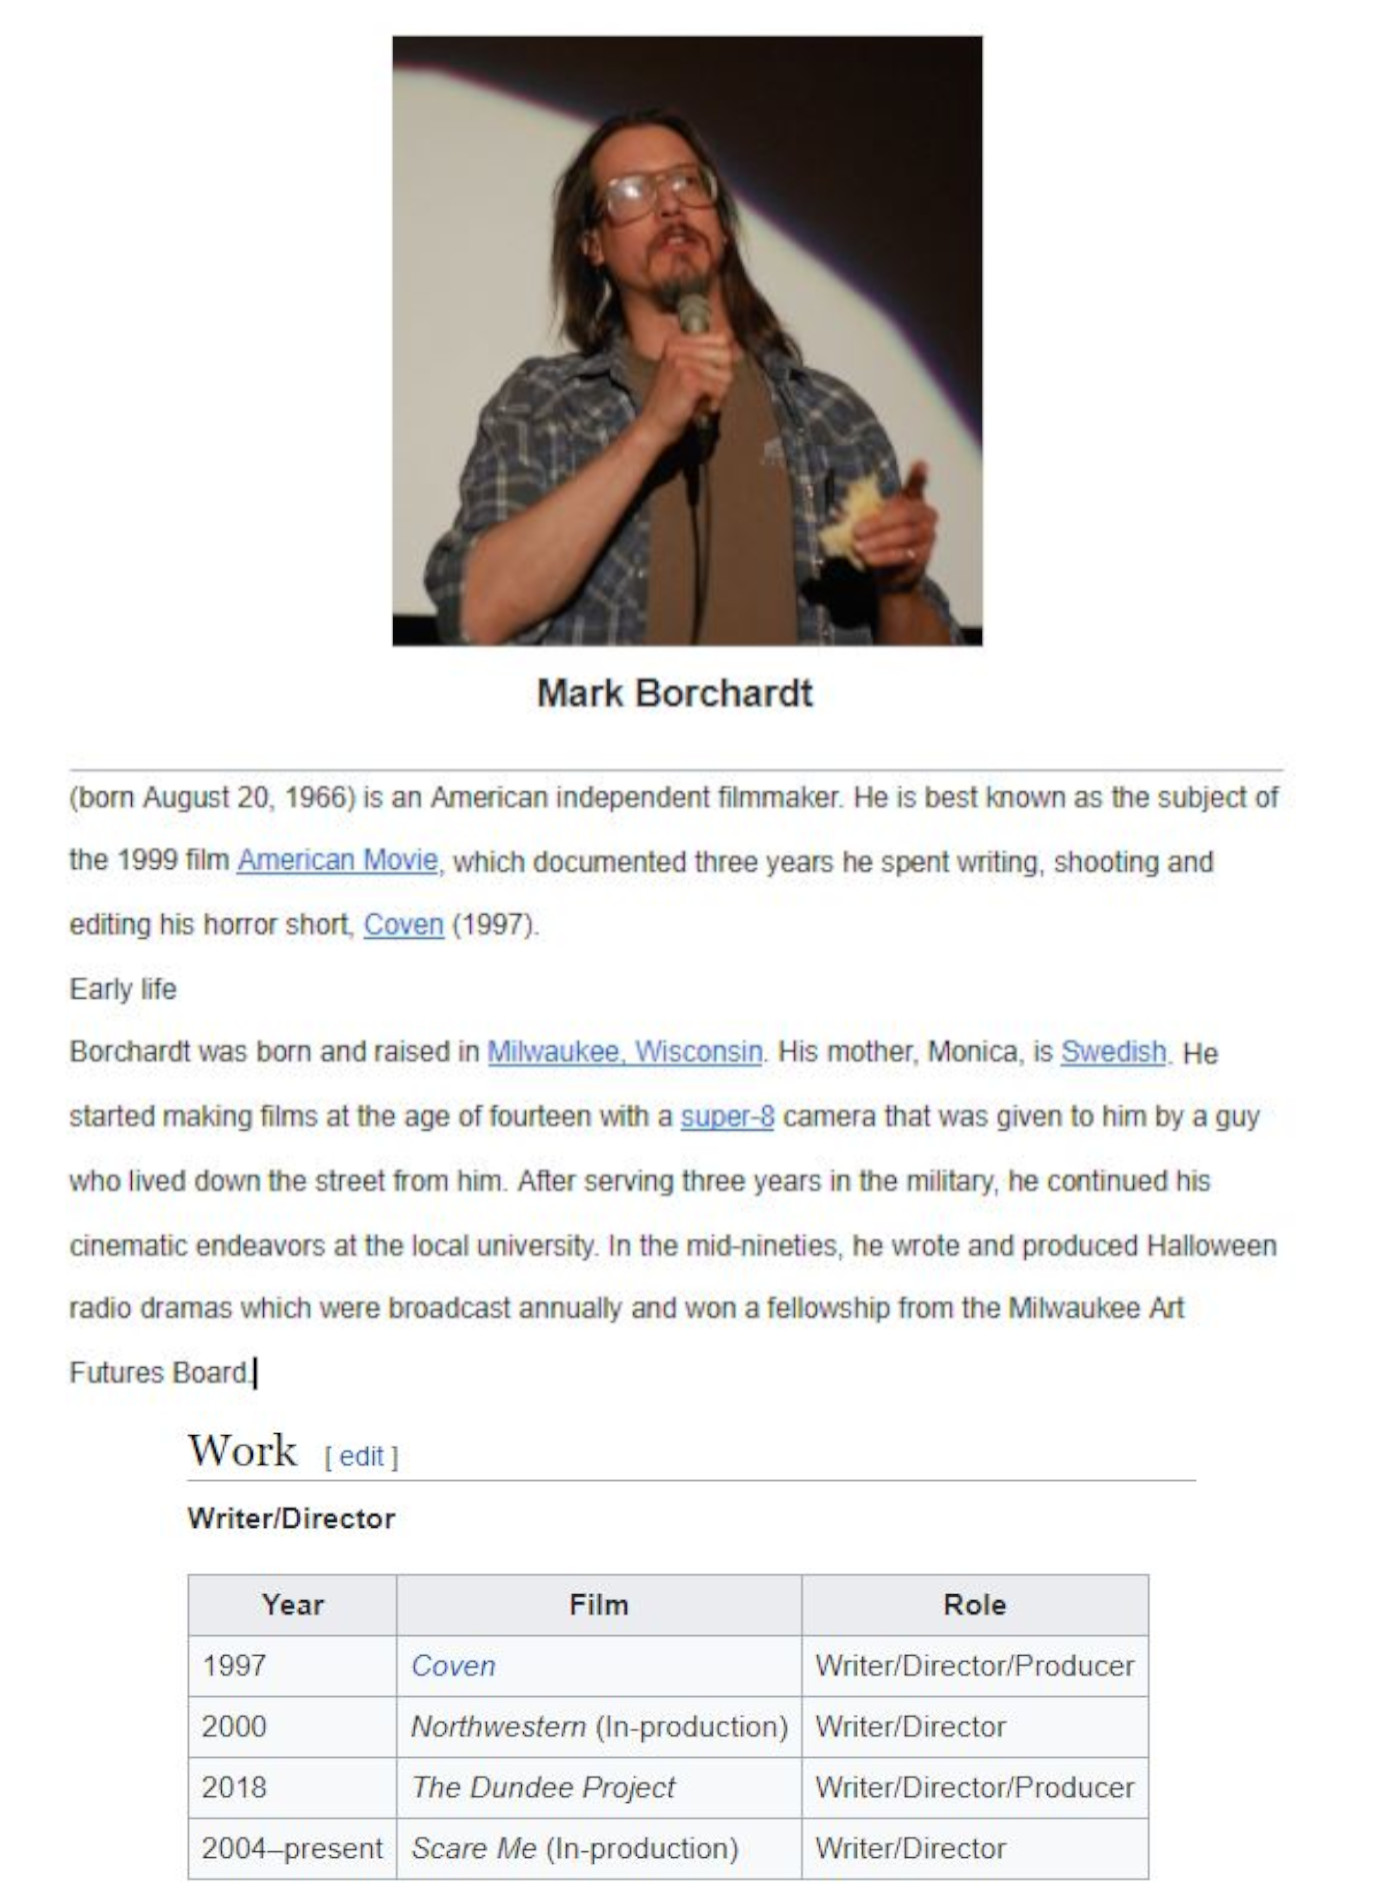 Mark Borchardt
(born August 20, 1966) is an American independent filmmaker. He is best known as the subject of
the 1999 film American Movie, which documented three years he spent writing, shooting and
editing his horror short, Coven (1997).
Early life
Borchardt was born and raised in Milwaukee, Wisconsin. His mother, Monica, is Swedish. He
started making films at the age of fourteen with a super-8 camera that was given to him by a guy
who lived down the street from him. After serving three years in the military, he continued his
cinematic endeavors at the local university. In the mid-nineties, he wrote and produced Halloween
radio dramas which were broadcast annually and won a fellowship from the Milwaukee Art
Futures Board.
Work [ edit ]
Writer/Director
Year Film Role
1997 Coven Writer/Director/Producer
2000 Northwestern (In-production) Writer/Director
2018 The Dundee Project Writer/Director/Producer
2004–present Scare Me (In-production) Writer/Director